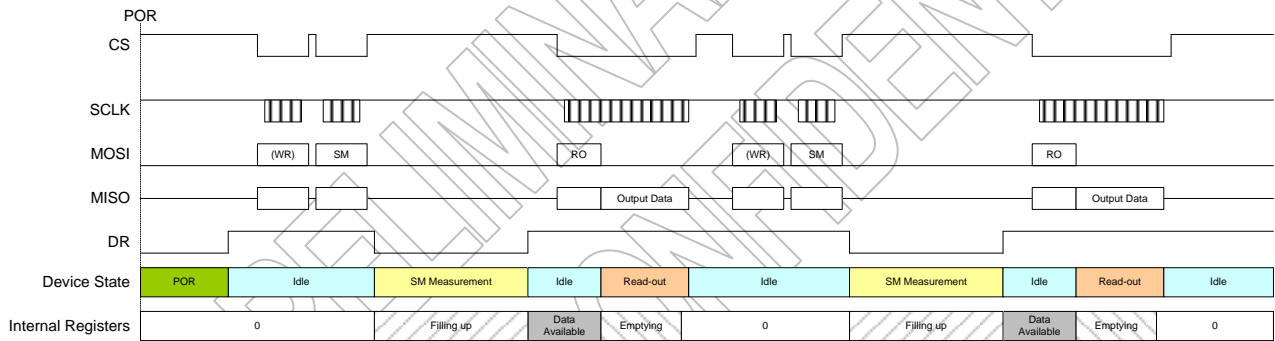 POR
CS
SCLK
MOSI (WR) SM RO (WR) SM RO
MISO Output Data Output Data
DR
Device State POR Idle SM Measurement Idle Read-out Idle SM Measurement Idle Read-out Idle
Internal Registers 0 Filling up Data Available Emptying 0 Filling up Data Available Emptying 0